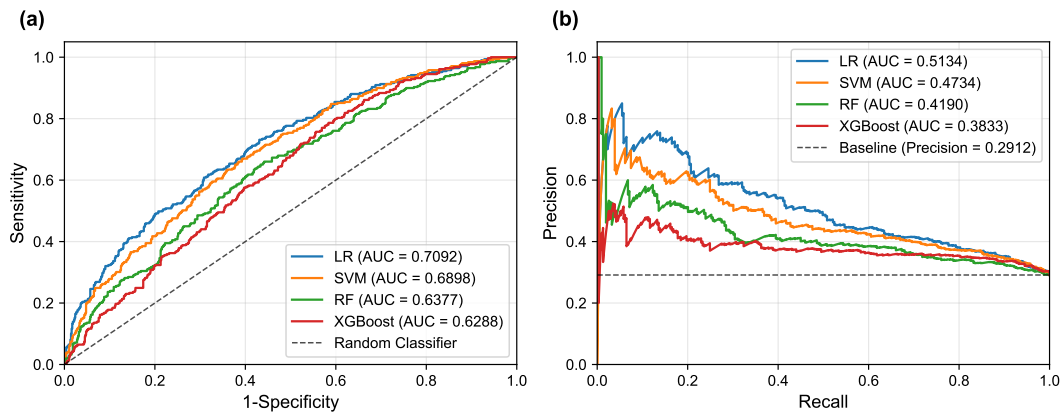 (a)
1.0
0.8
0.6
0.4
0.2
0.0
Sensitivity
LR (AUC = 0.7092)
SVM (AUC = 0.6898)
RF (AUC = 0.6377)
XGBoost (AUC = 0.6288)
Random Classifier
0.0 0.2 0.4 0.6 0.8 1.0
1-Specificity
(b)
1.0
0.8
0.6
0.4
0.2
0.0
Precision
LR (AUC = 0.5134)
SVM (AUC = 0.4734)
RF (AUC = 0.4190)
XGBoost (AUC = 0.3833)
Baseline (Precision = 0.2912)
0.0 0.2 0.4 0.6 0.8 1.0
Recall